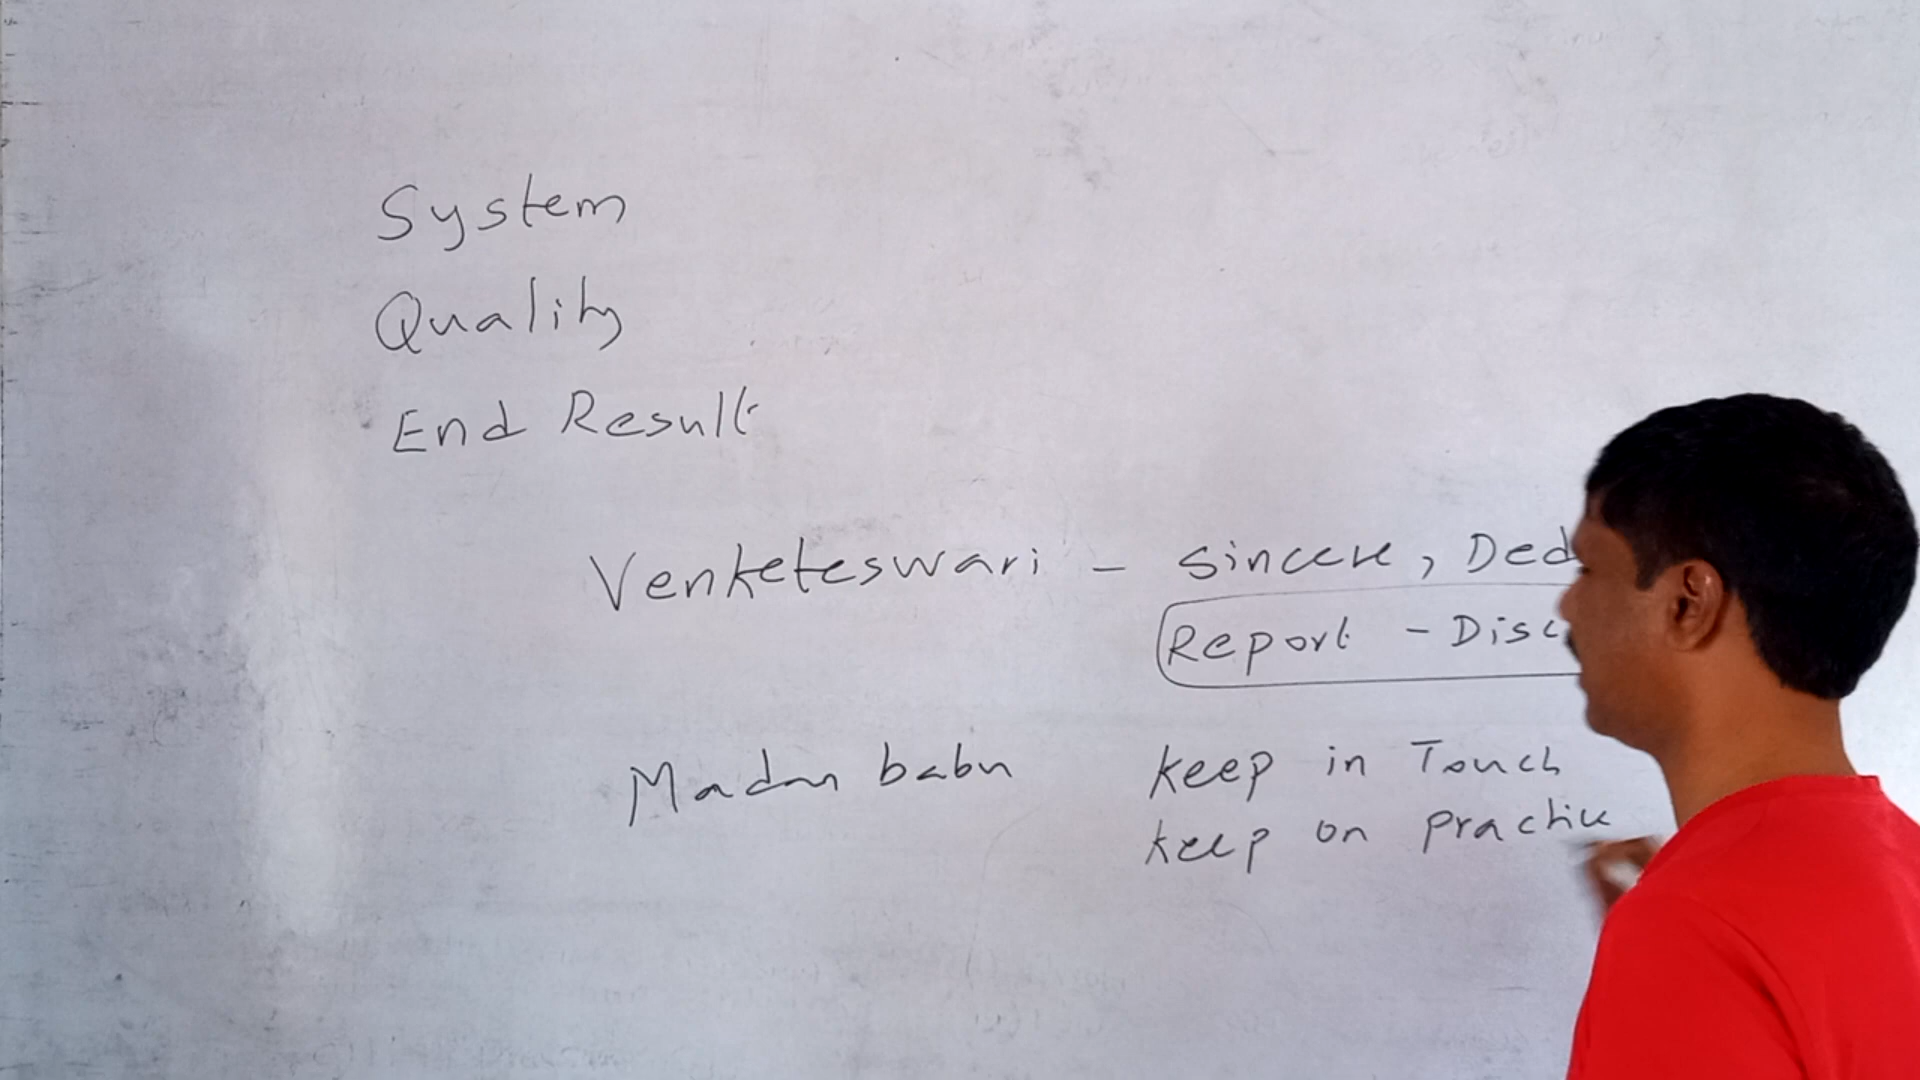 System
Quality
End Result
Venketeswari - sincere, Ded
Report - Disc
Madan babu keep in Touch
keep on practice